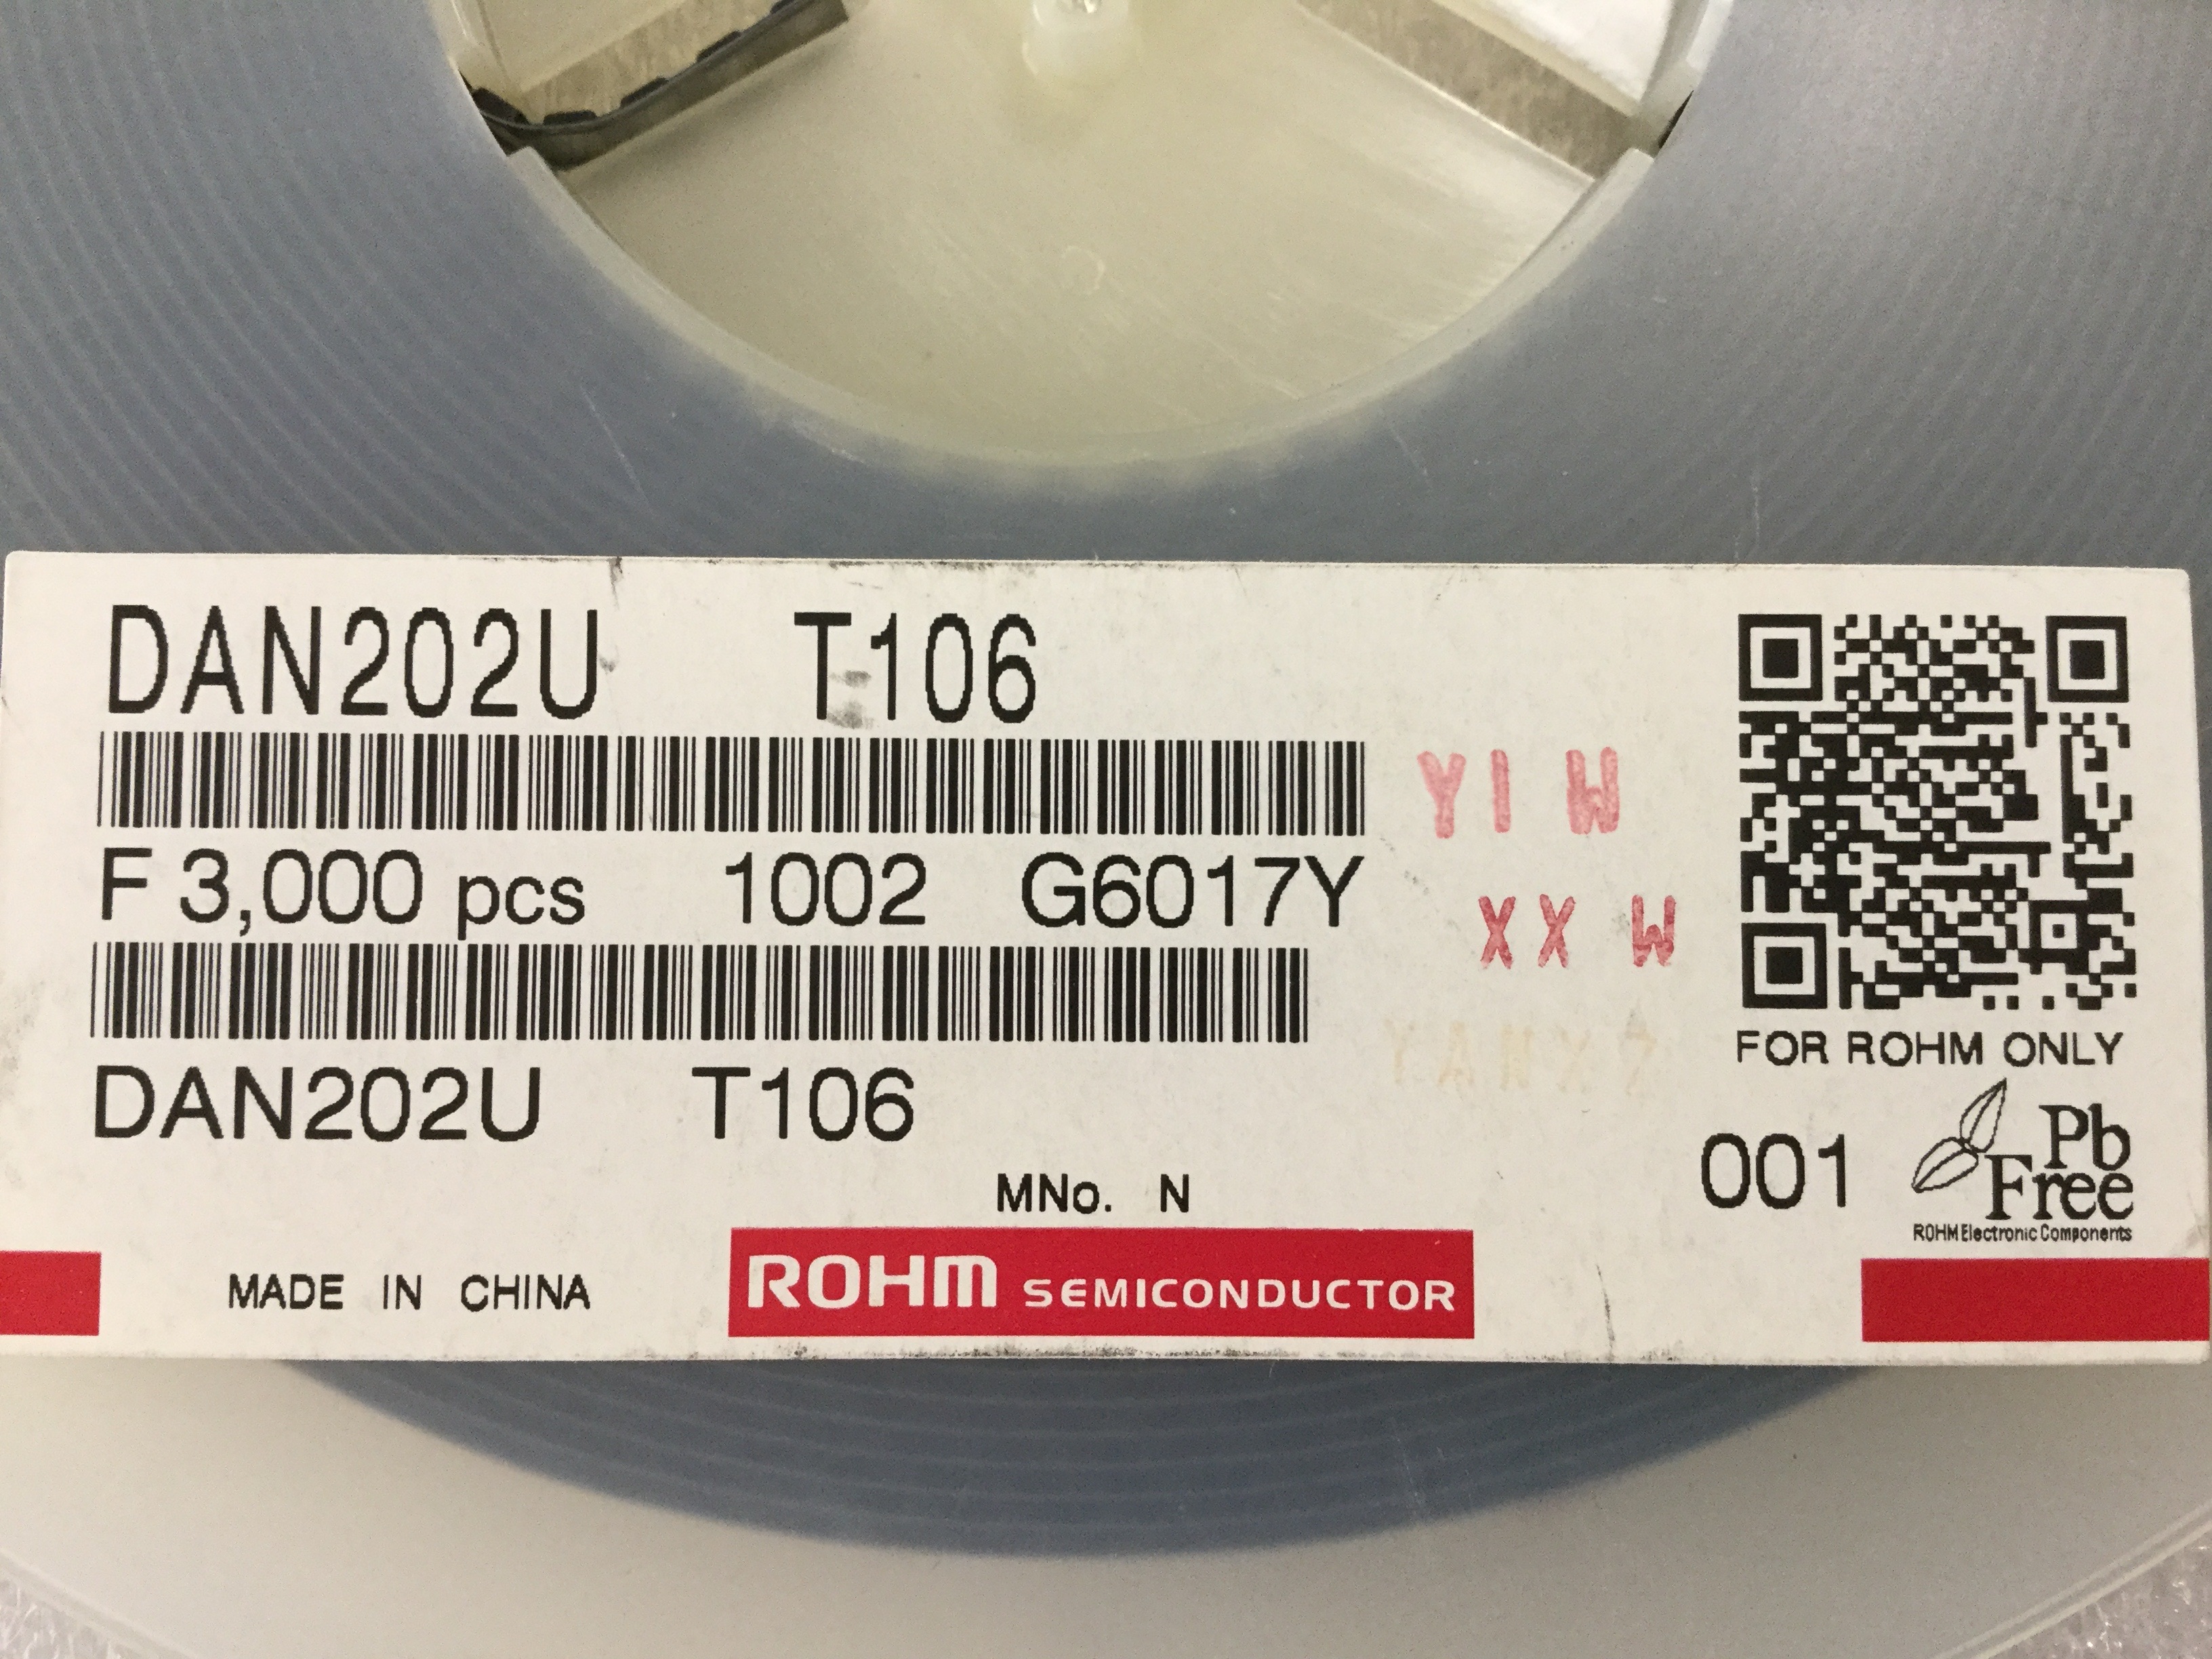 DAN202U T106
Y I W
F 3,000 pcs 1002 G6017Y
XX W
FOR ROHM ONLY
DAN202U T106
001
Pb
Free
ROHM Electronic Components
MNo. N
MADE IN CHINA
ROHM SEMICONDUCTOR